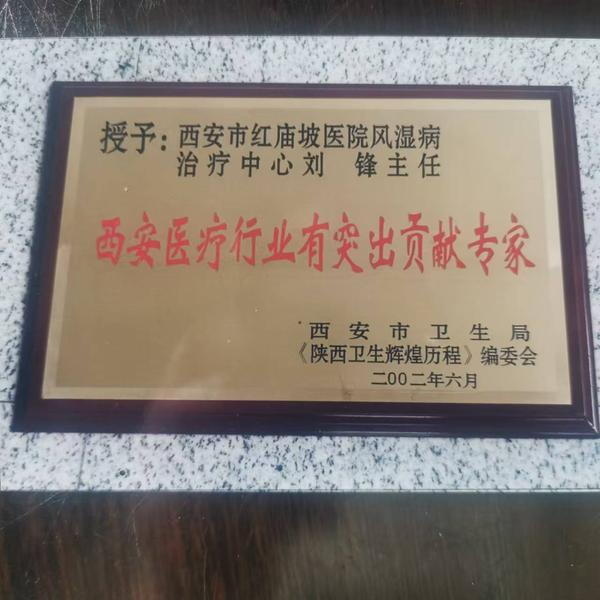 授予：西安市红庙坡医院风湿病
治疗中心刘 锋主任
西安医疗行业有突出贡献专家
西安市卫生局
《陕西卫生辉煌历程》编委会
二00二年六月